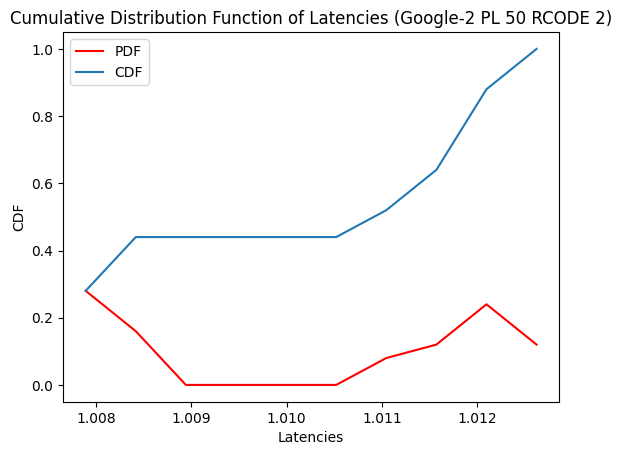 Cumulative Distribution Function of Latencies (Google-2 PL 50 RCODE 2)
PDF
CDF
1.0
0.8
0.6
0.4
0.2
0.0
CDF
1.008 1.009 1.010 1.011 1.012
Latencies